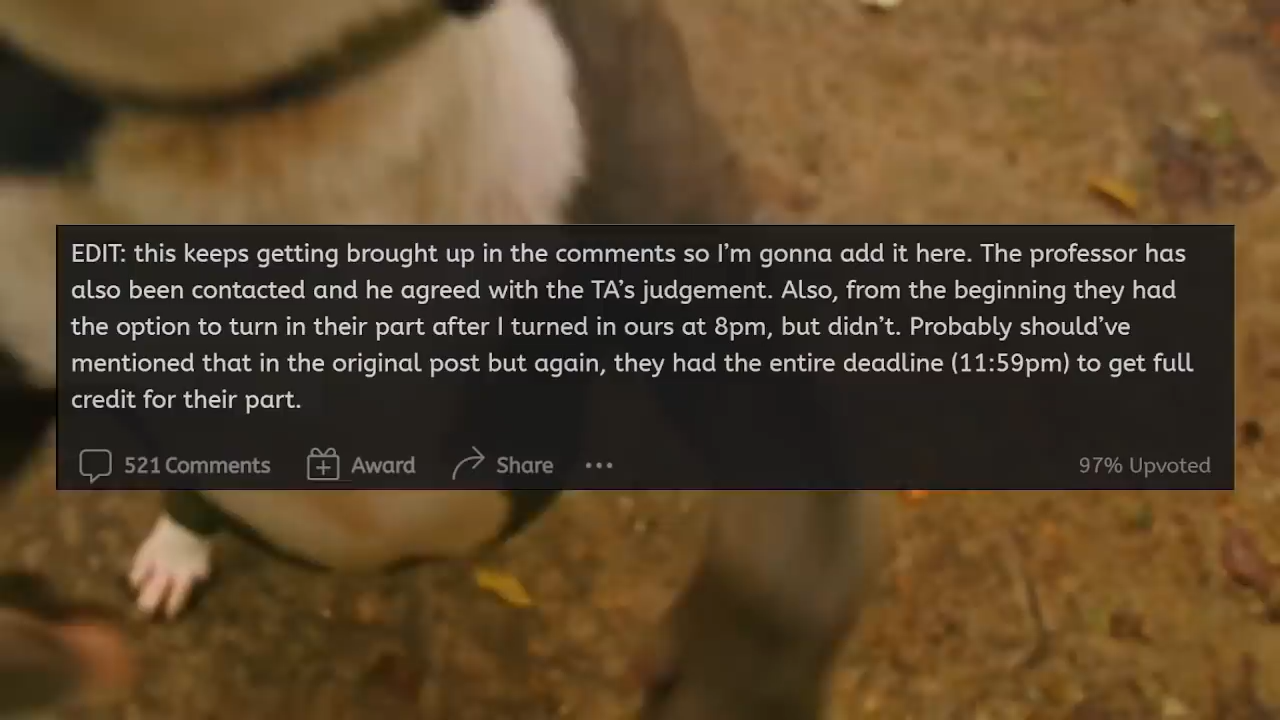 EDIT: this keeps getting brought up in the comments so I'm gonna add it here. The professor has
also been contacted and he agreed with the TA's judgement. Also, from the beginning they had
the option to turn in their part after I turned in ours at 8pm, but didn't. Probably should've
mentioned that in the original post but again, they had the entire deadline (11:59pm) to get full
credit for their part.
521 Comments Award Share ••• 97% Upvoted